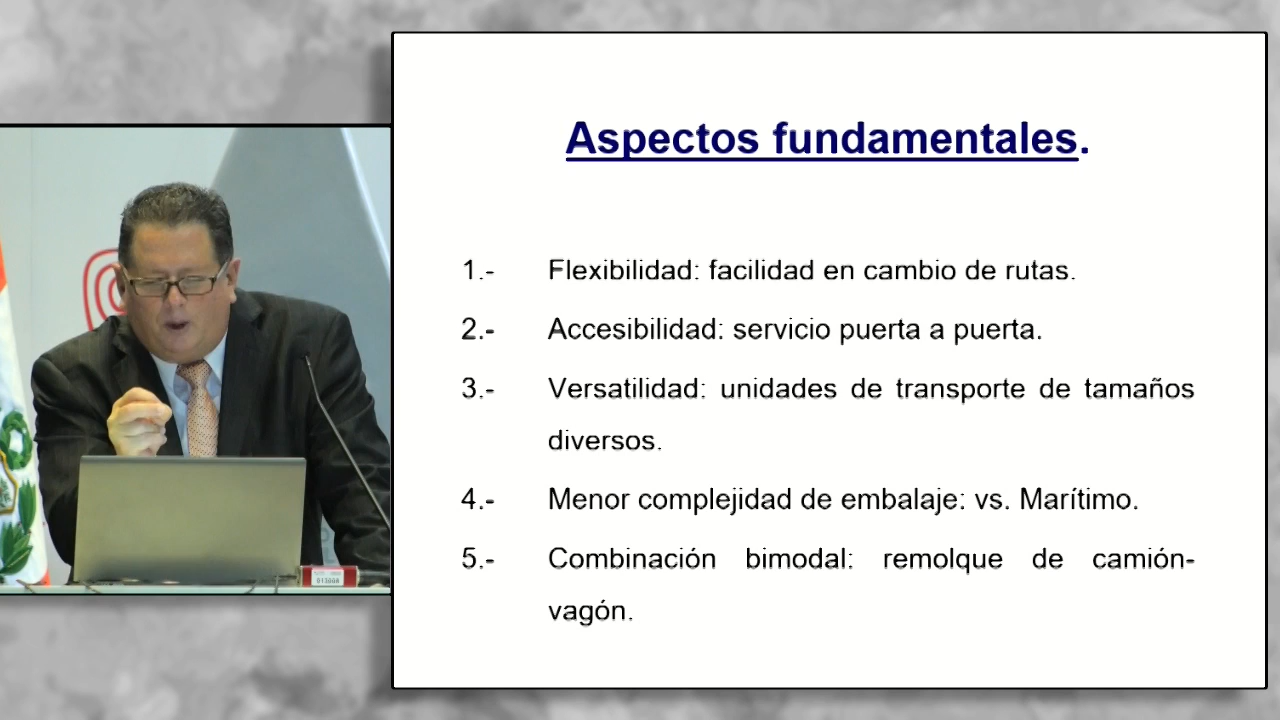 Aspectos fundamentales.
1.- Flexibilidad: facilidad en cambio de rutas.
2.- Accesibilidad: servicio puerta a puerta.
3.- Versatilidad: unidades de transporte de tamaños
diversos.
4.- Menor complejidad de embalaje: vs. Marítimo.
5.- Combinación bimodal: remolque de camión-
vagón.